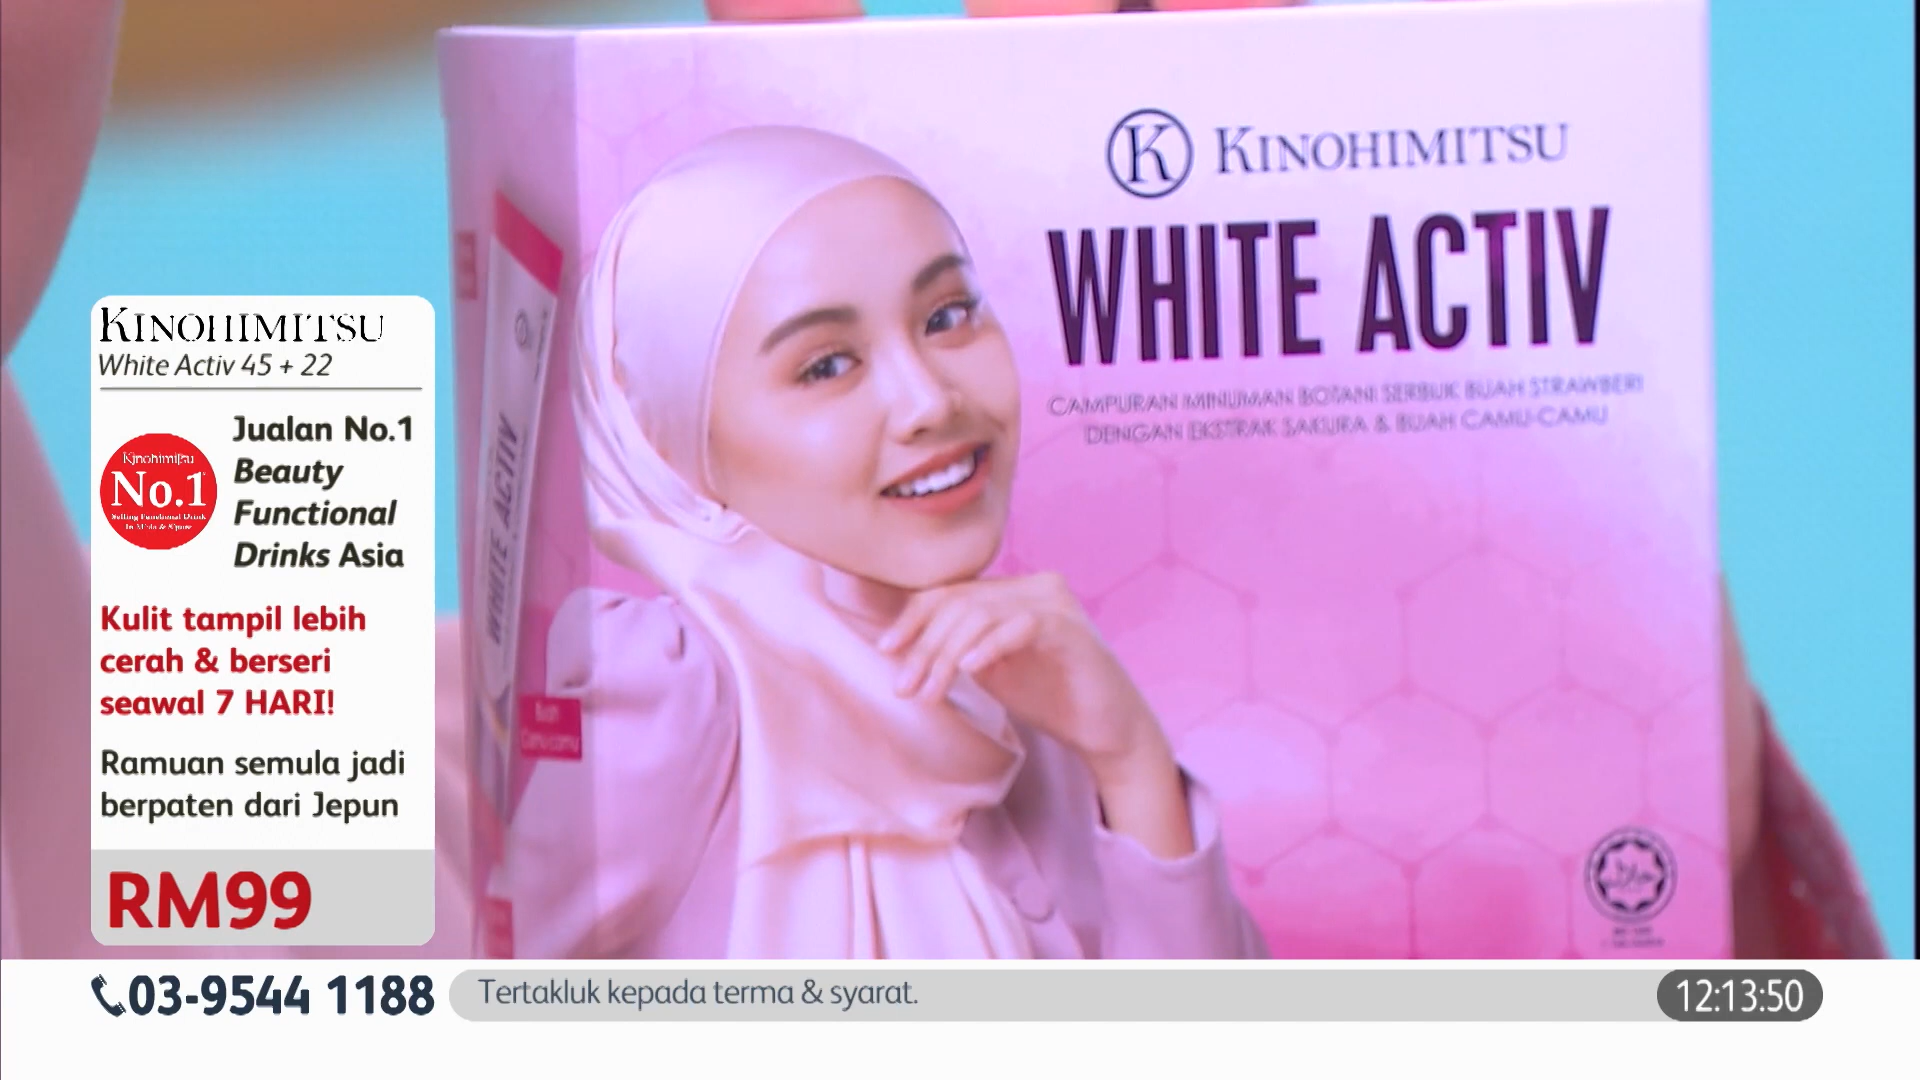 KINOHIMITSU
White Activ 45 + 22
Jualan No.1
Beauty
Functional
Drinks Asia
Kinohimitsu
No.1
Selling Functional Drink
Kulit tampil lebih
cerah & berseri
seawal 7 HARI!
Ramuan semula jadi
berpaten dari Jepun
RM99
K KINOHIMITSU
WHITE ACTIV
CAMPURAN MINUMAN BOTANI SERBUK BUAH STRAWBERI
DENGAN EKSTRAK SAKURA & BUAH CAMU-CAMU
WHITE ACTIV
03-9544 1188
Tertakluk kepada terma & syarat.
12:13:50